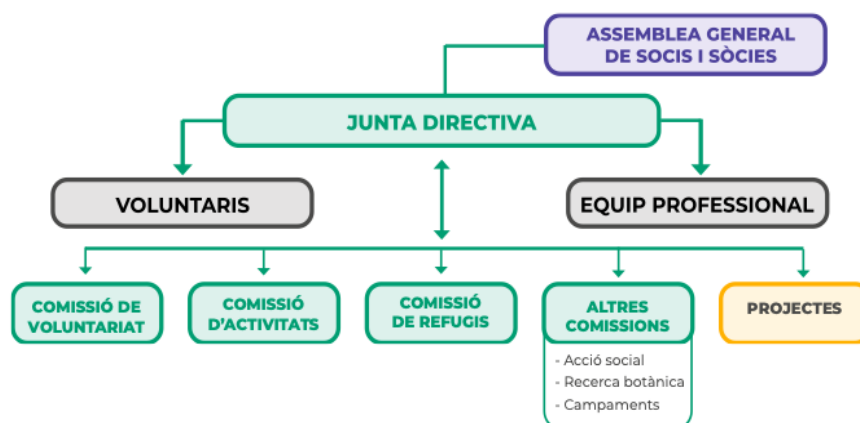 ASSEMBLEA GENERAL
DE SOCIS I SÒCIES
JUNTA DIRECTIVA
VOLUNTARIS
EQUIP PROFESSIONAL
COMISSIÓ DE
VOLUNTARIAT
COMISSIÓ
D'ACTIVITATS
COMISSIÓ
DE REFUGIS
ALTRES
COMISSIONS
- Acció social
- Recerca botànica
- Campaments
PROJECTES